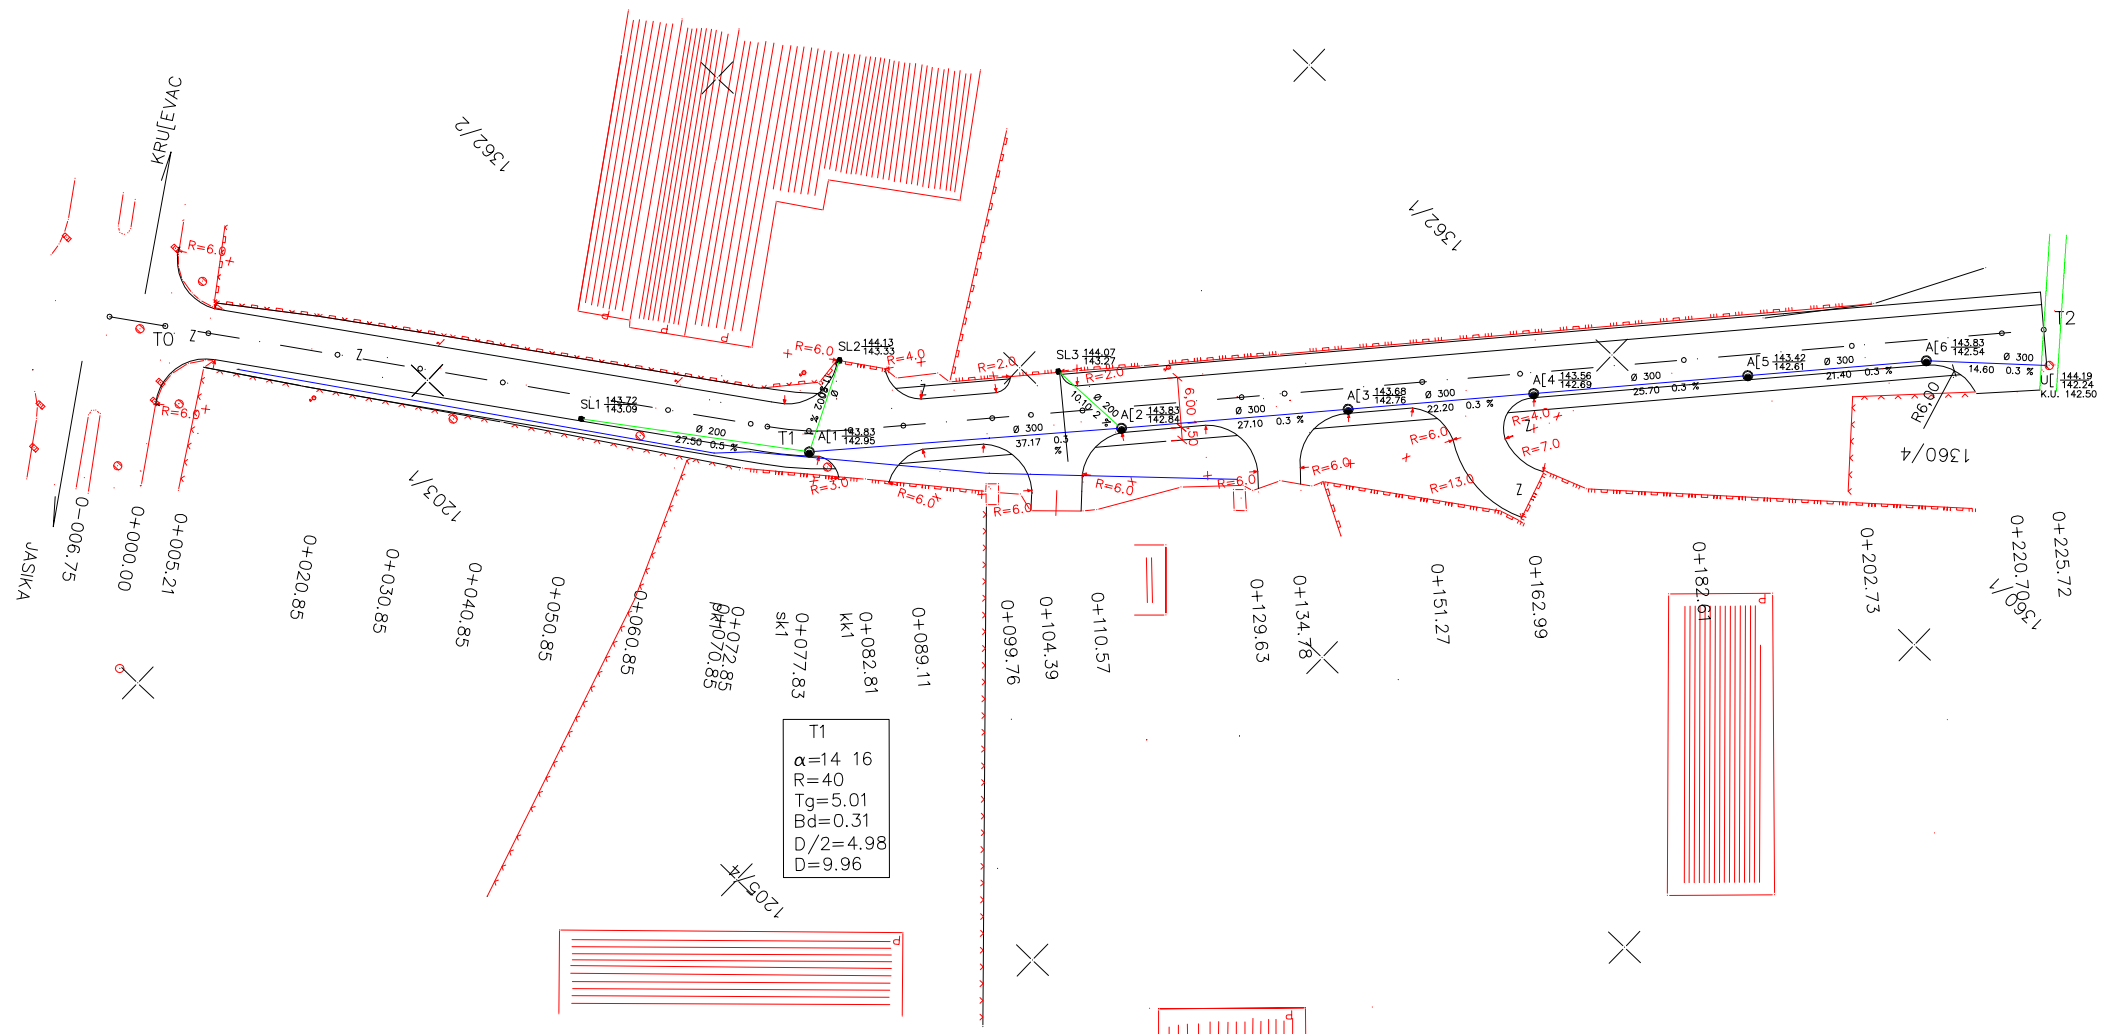 KRU[EVAC
1362/2
1362/1
R=6.0
T0
Z
Z
R=6.0
SL1 143.72
143.09
Ø 200
27.50 0.5 %
T1
R=6.0
SL2 144.13
143.33
R=4.0
Z
R=2.0
A[1 143.83
142.95
R=3.0
R=6.0
R=6.0
Ø 300
37.17 0.3
%
SL3 144.07
143.27
R=2.0
Ø 200
10.10 2 %
A[2 143.83
142.84
6.00
1.50
R=6.0
R=6.0
Ø 300
27.10 0.3 %
A[3 143.68
142.76
R=6.0
Ø 300
22.20 0.3 %
R=6.0
R=13.0
A[4 143.56
142.69
R=4.0
Z
R=7.0
Z
Ø 300
25.70 0.3 %
A[5 143.42
142.61
Ø 300
21.40 0.3 %
A[6 143.83
142.54
R6,00
Ø 300
14.60 0.3 %
T2
U[ 144.19
142.24
K.U. 142.50
1360/4
1360/1
1203/1
1205/4
JASIKA
0-006.75
0+000.00
0+005.21
0+020.85
0+030.85
0+040.85
0+050.85
0+060.85
pk1
0+070.85
0+072.85
sk1
0+077.83
kk1
0+082.81
0+089.11
0+099.76
0+104.39
0+110.57
0+129.63
0+134.78
0+151.27
0+162.99
0+182.61
0+202.73
0+220.70
0+225.72
T1
α=14 16
R=40
Tg=5.01
Bd=0.31
D/2=4.98
D=9.96